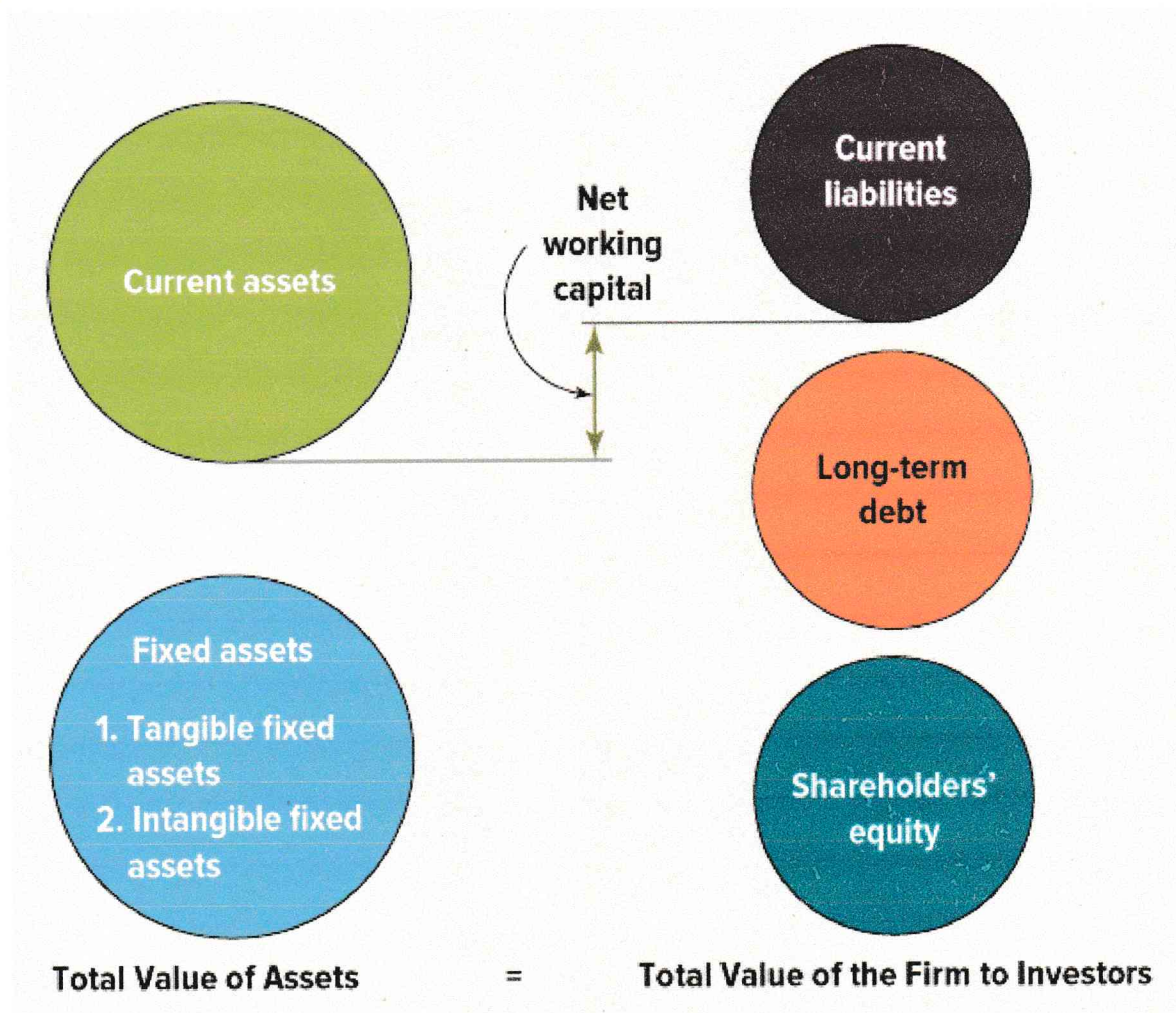 Current assets
Net
working
capital
Current
liabilities
Long-term
debt
Fixed assets
1. Tangible fixed
assets
2. Intangible fixed
assets
Shareholders’
equity
Total Value of Assets = Total Value of the Firm to Investors